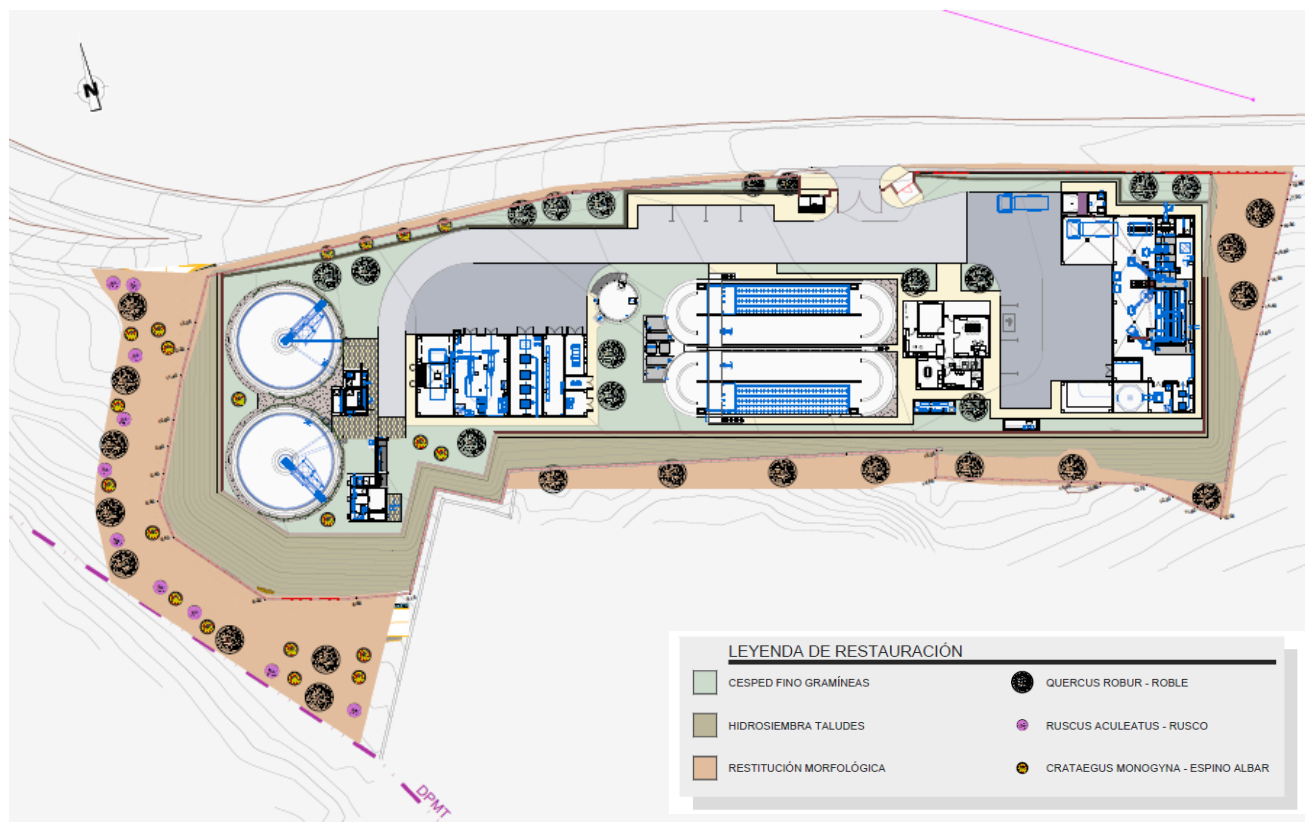 N
LEYENDA DE RESTAURACIÓN
CESPED FINO GRAMÍNEAS
QUERCUS ROBUR - ROBLE
HIDROSIEMBRA TALUDES
RUSCUS ACULEATUS - RUSCO
RESTITUCIÓN MORFOLÓGICA
CRATAEGUS MONOGYNA - ESPINO ALBAR
DPMT